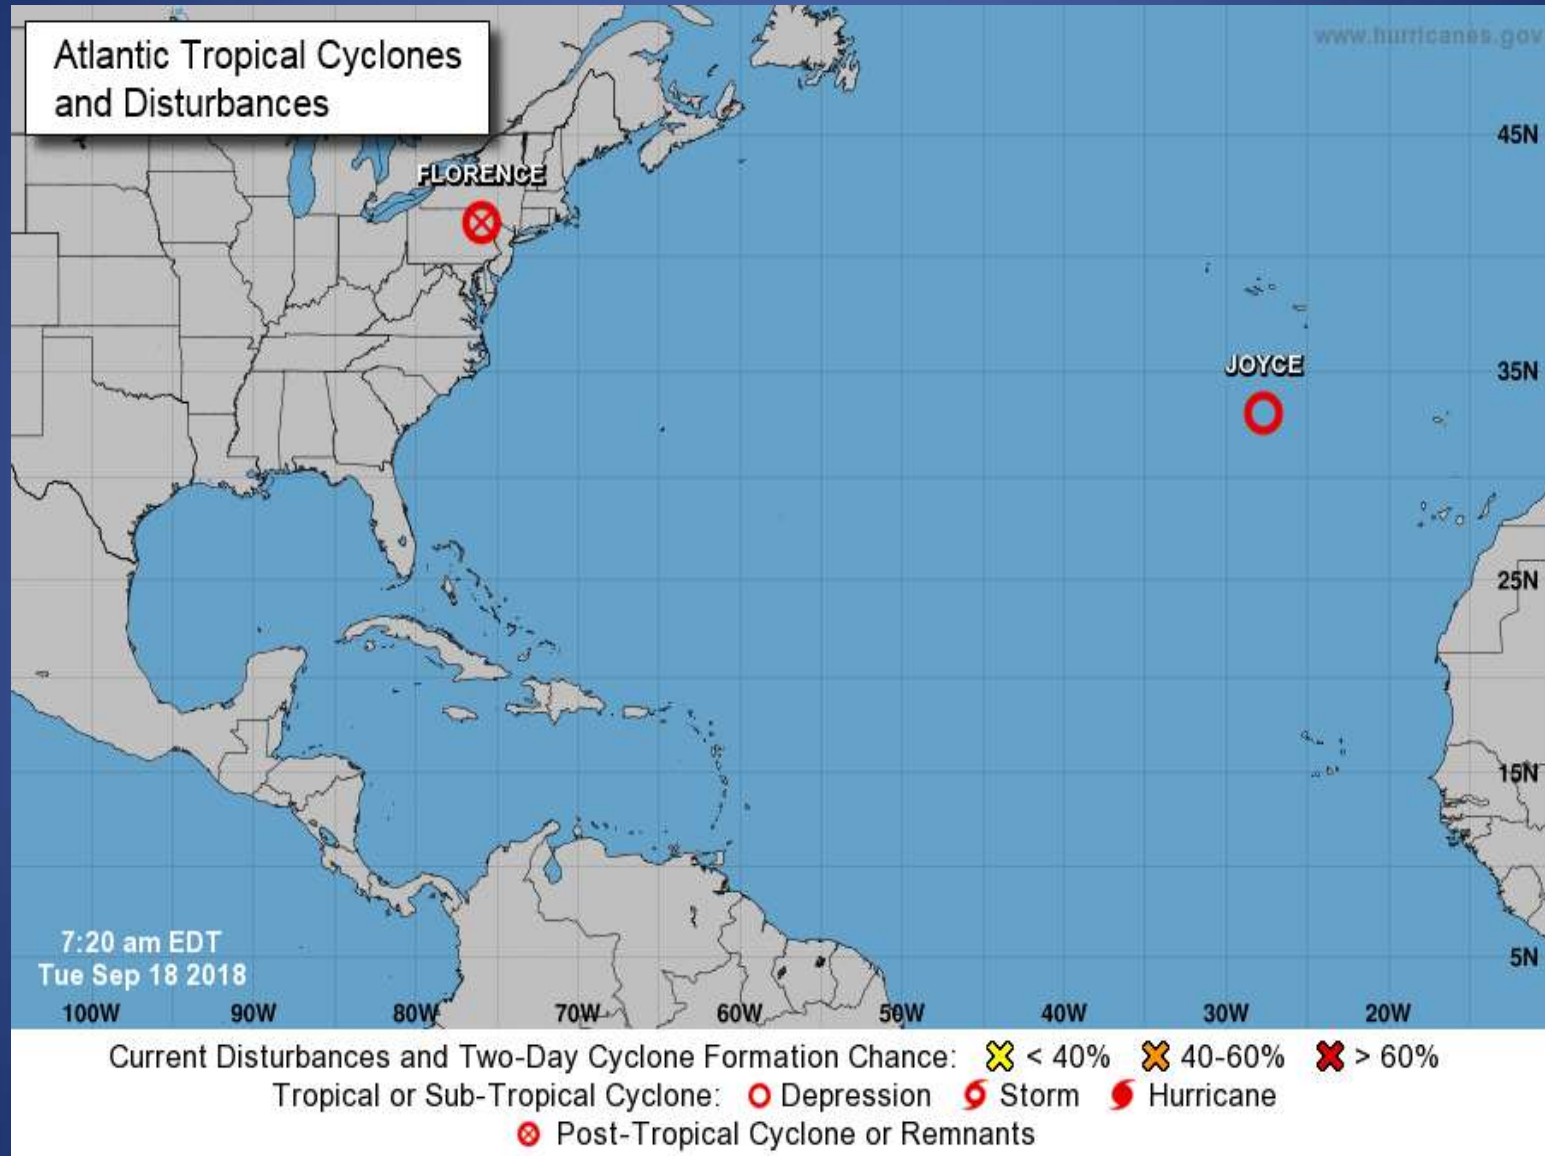 www.hurricanes.gov
Atlantic Tropical Cyclones
and Disturbances
45N
FLORENCE
JOYCE
35N
25N
15N
7:20 am EDT
Tue Sep 18 2018
5N
100W 90W 80W 70W 60W 50W 40W 30W 20W
Current Disturbances and Two-Day Cyclone Formation Chance: < 40% 40-60% > 60%
Tropical or Sub-Tropical Cyclone: Depression Storm Hurricane
Post-Tropical Cyclone or Remnants